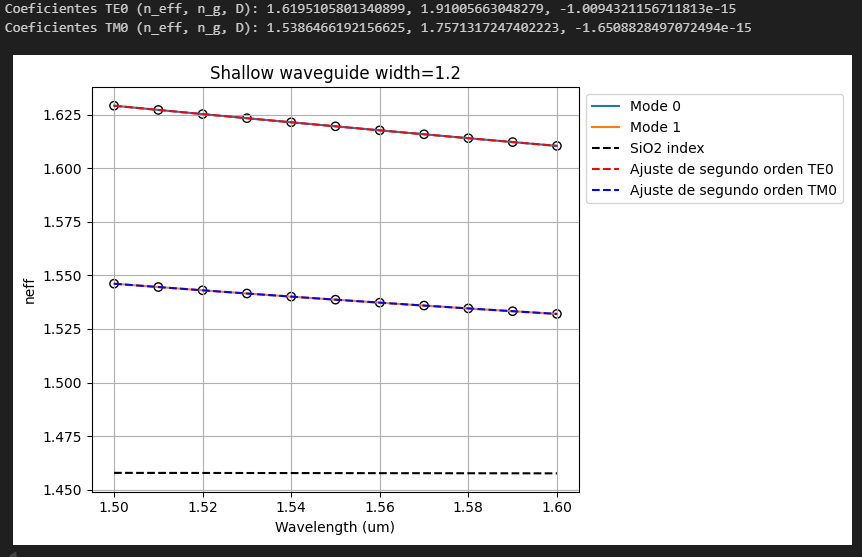 Coeficientes TE0 (n_eff, n_g, D): 1.6195105801340899, 1.91005663048279, -1.0094321156711813e-15
Coeficientes TM0 (n_eff, n_g, D): 1.5386466192156625, 1.7571317247402223, -1.6508828497072494e-15
Shallow waveguide width=1.2
1.625
1.600
1.575
1.550
1.525
1.500
1.475
1.450
neff
1.50 1.52 1.54 1.56 1.58 1.60
Wavelength (um)
Mode 0
Mode 1
SiO2 index
Ajuste de segundo orden TE0
Ajuste de segundo orden TM0